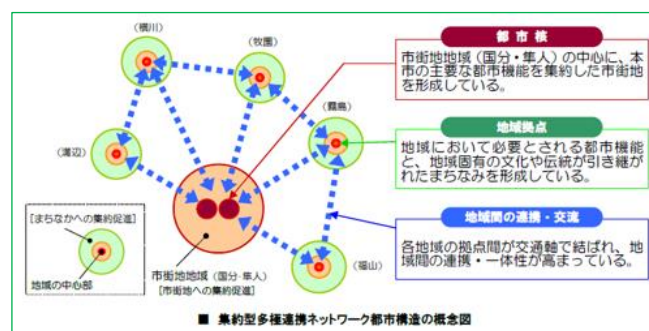 (横川)
(牧園)
(霧島)
(溝辺)
(福山)
[まちなかへの集約促進]
地域の中心部
市街地地域(国分・隼人)
[市街地への集約促進]
都市核
市街地地域(国分・隼人)の中心に、本
市の主要な都市機能を集約した市街地
を形成している。
地域拠点
地域において必要とされる都市機能
と、地域固有の文化や伝統が引き継が
れたまちなみを形成している。
地域間の連携・交流
各地域の拠点間が交通軸で結ばれ、地
域間の連携・一体性が高まっている。
■ 集約型多極連携ネットワーク都市構造の概念図